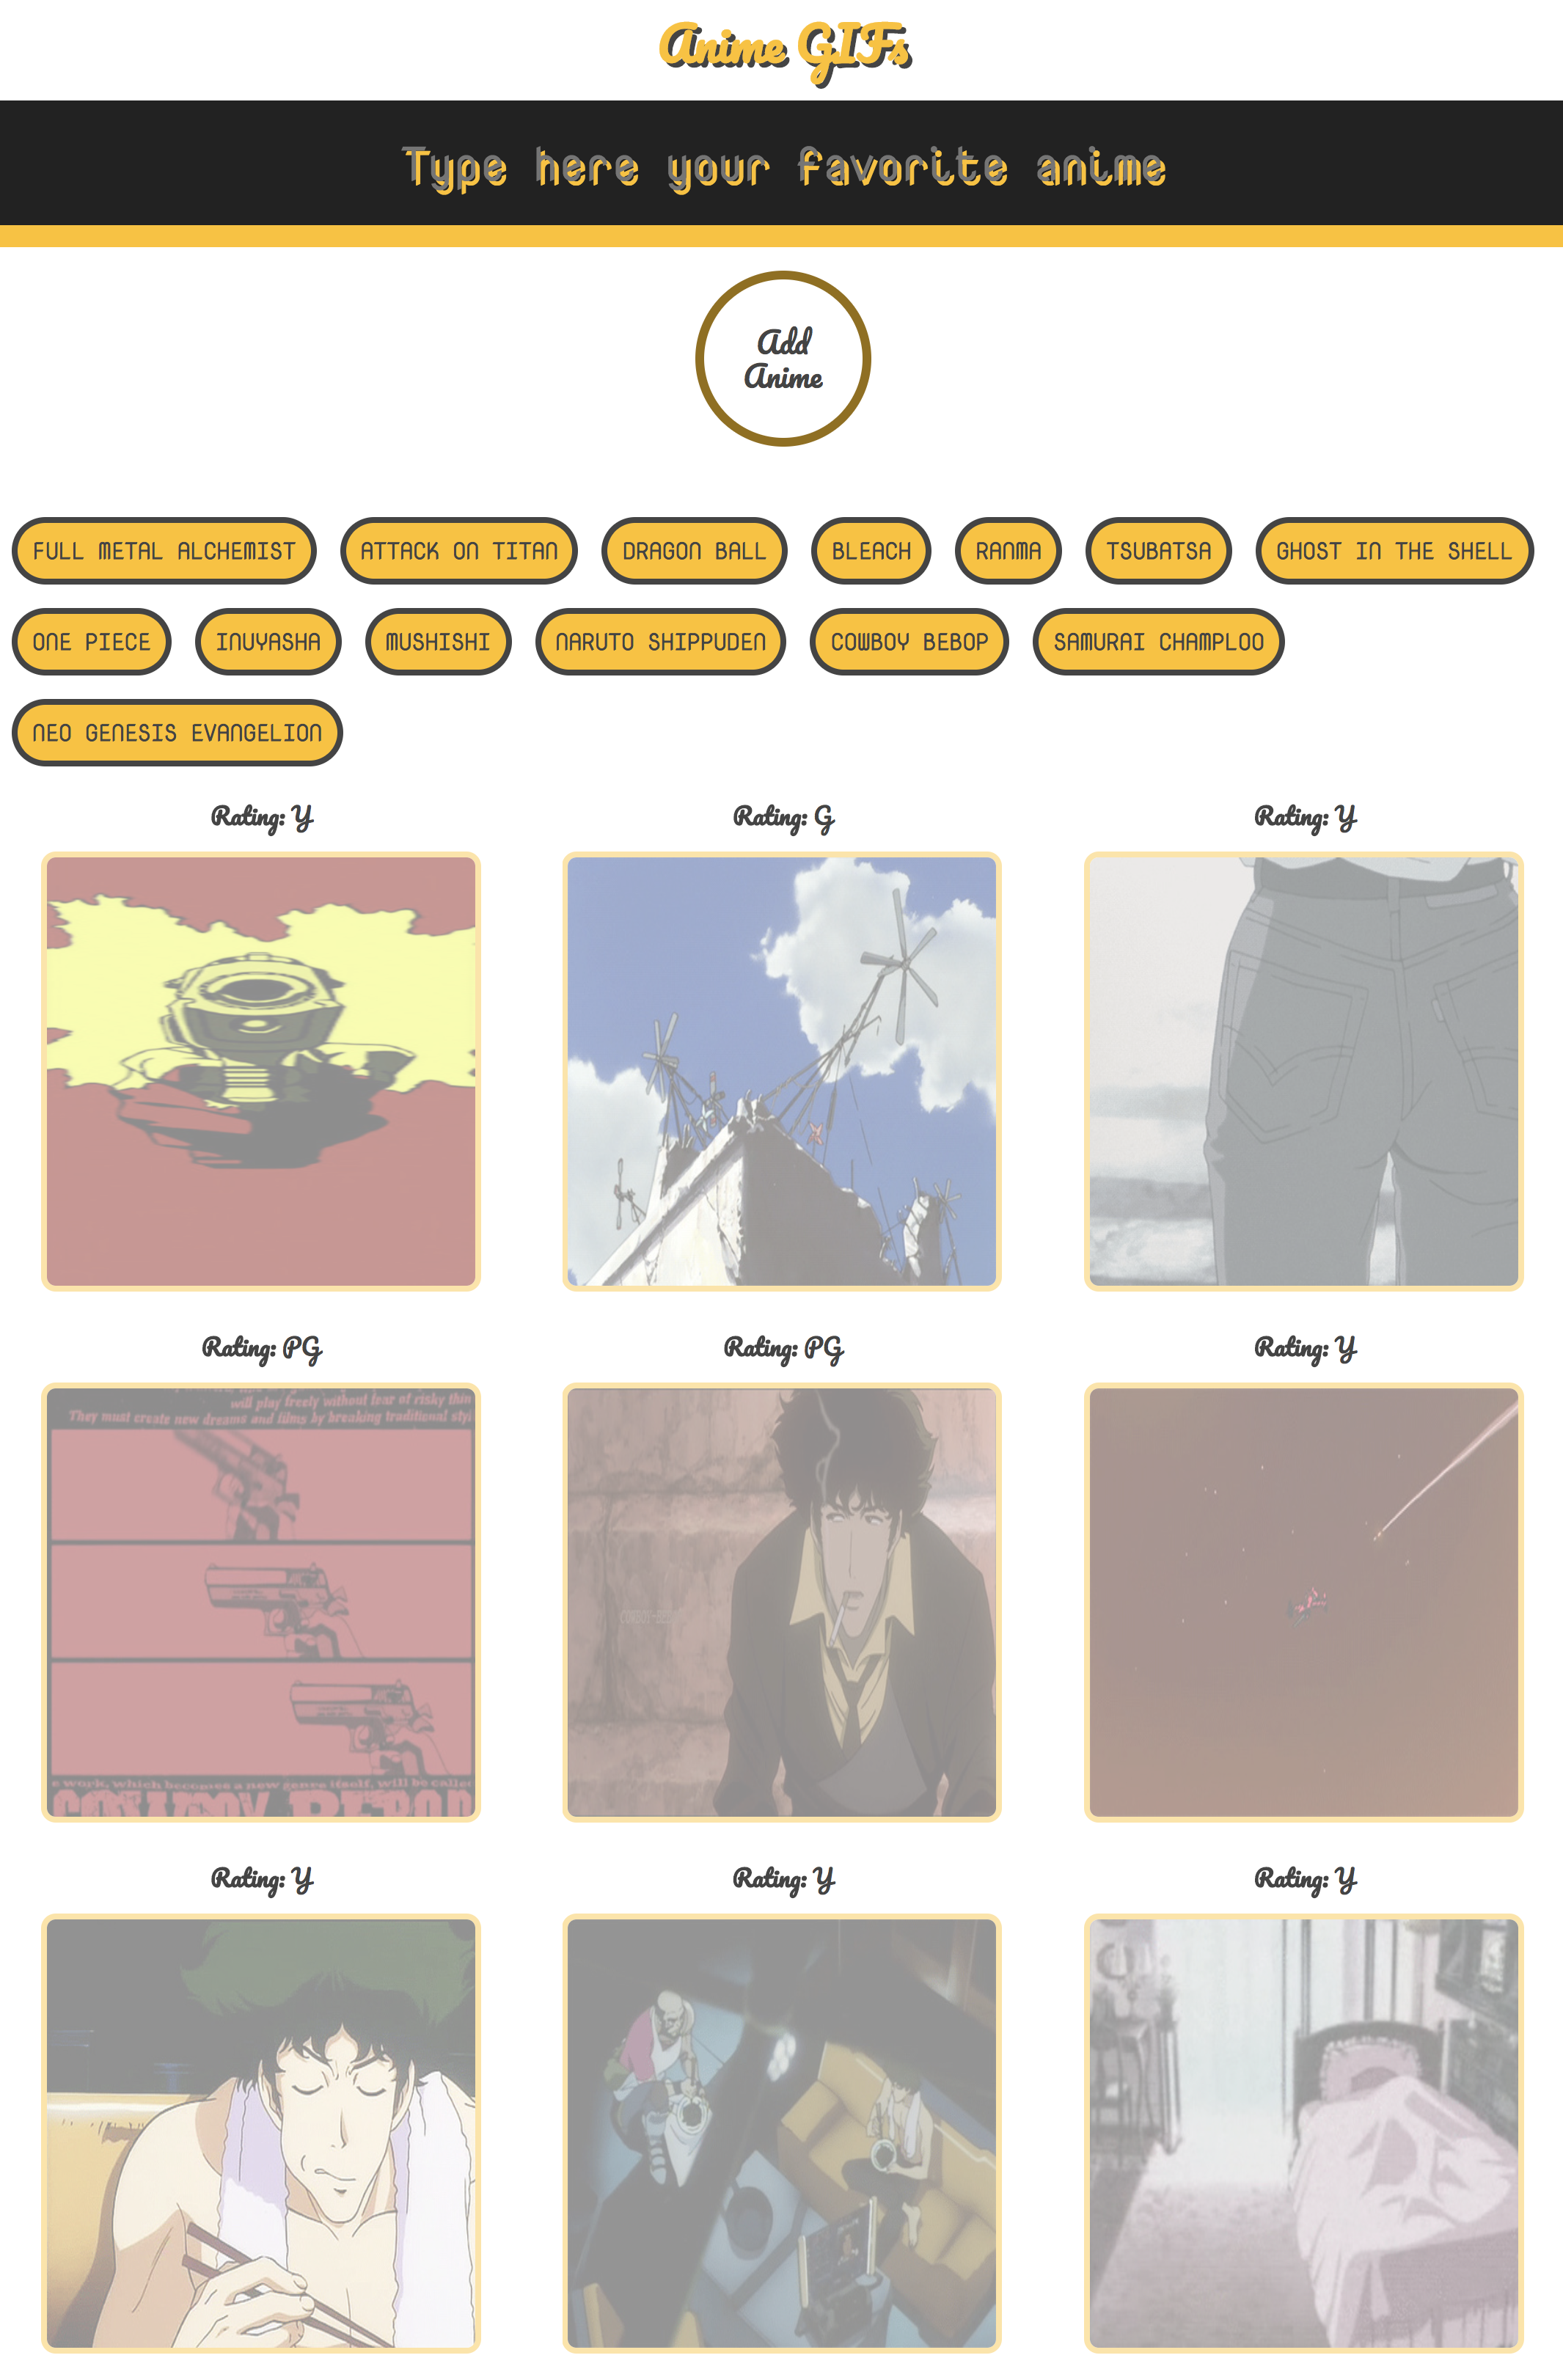 Anime GIFs
Type here your favorite anime
Add
Anime
FULL METAL ALCHEMIST ATTACK ON TITAN DRAGON BALL BLEACH RANMA TSUBATSA GHOST IN THE SHELL
ONE PIECE INUYASHA MUSHISHI NARUTO SHIPPUDEN COWBOY BEBOP SAMURAI CHAMPLOO
NEO GENESIS EVANGELION
Rating: Y Rating: G Rating: Y
Rating: PG Rating: PG Rating: Y
will play freely without fear of risky thin
They must create new dreams and films by breaking traditional styl
e work, which becomes a new genre itself, will be called
COWBOY BEBOP
Rating: Y Rating: Y Rating: Y